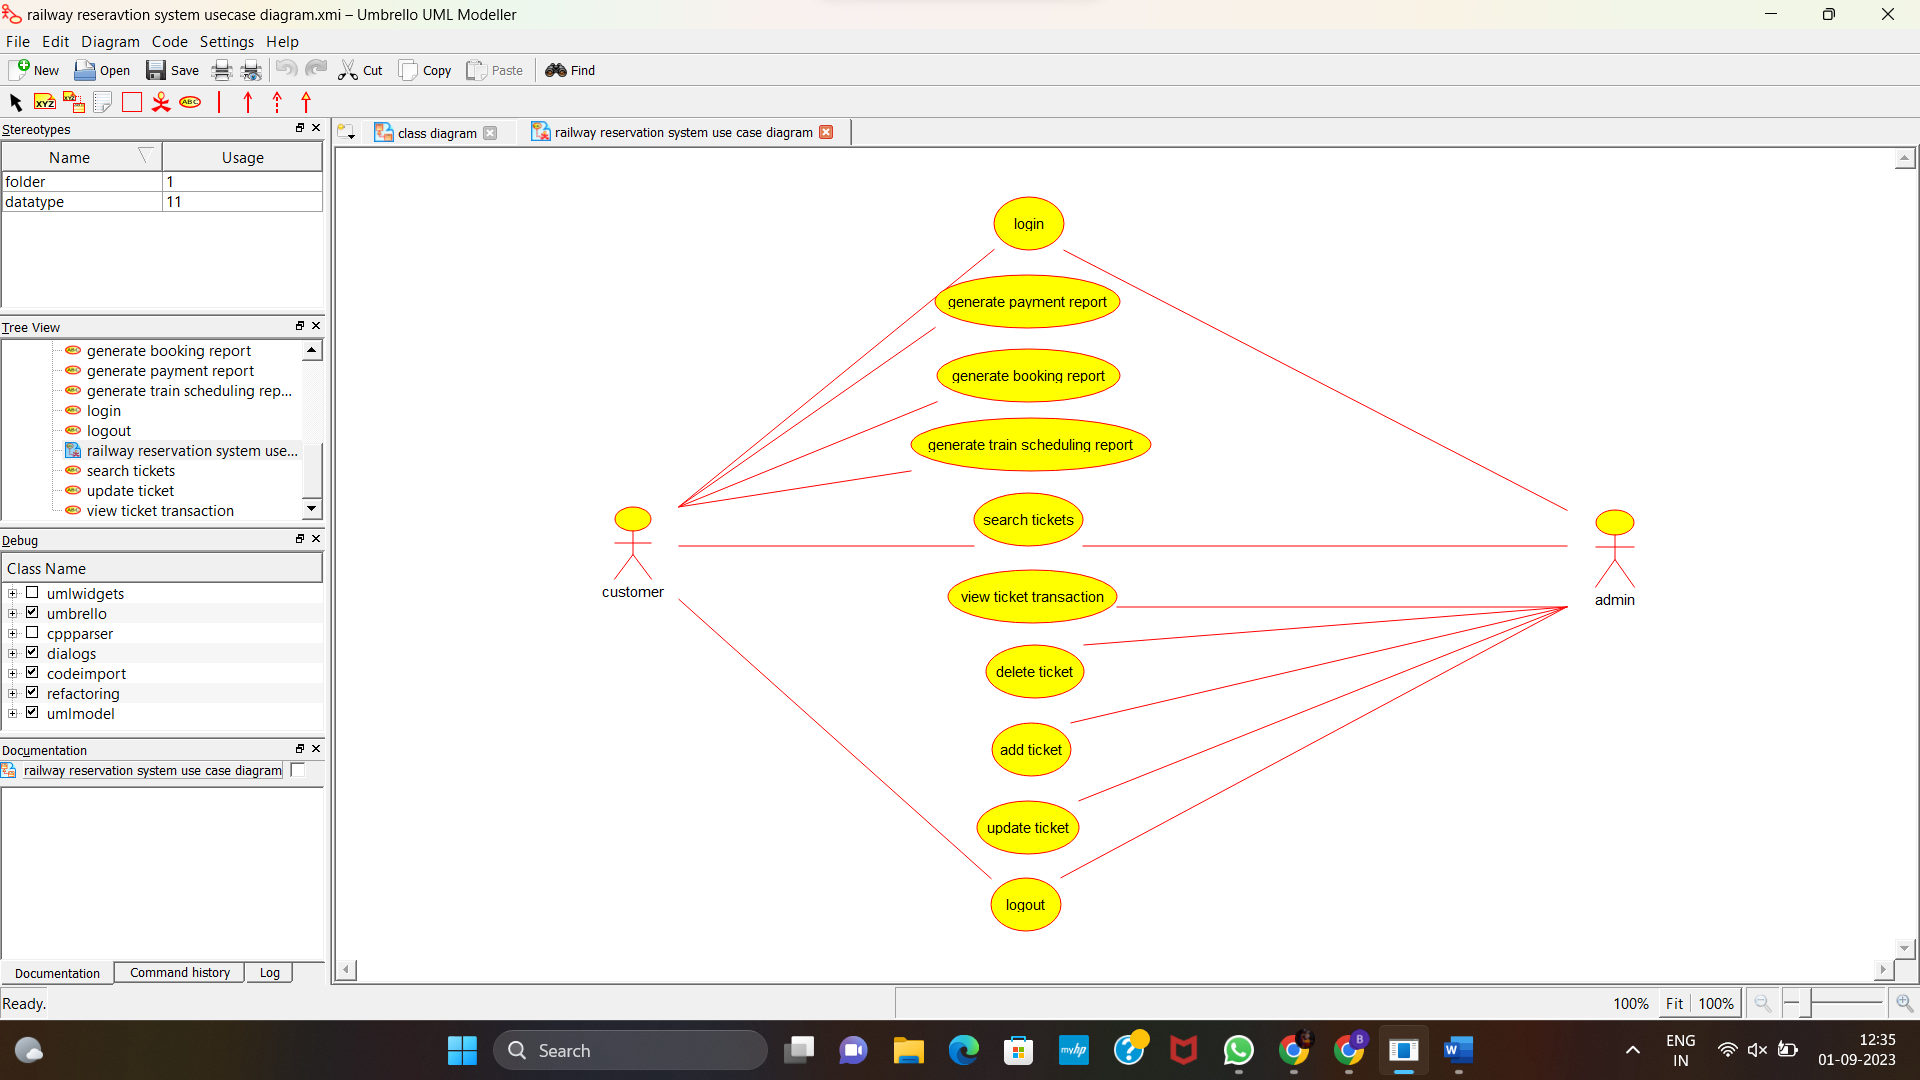 railway reseravtion system usecase diagram.xmi – Umbrello UML Modeller
File Edit Diagram Code Settings Help
New Open Save Cut Copy Paste Find
XYZ XYZ ABC
Stereotypes
class diagram
railway reservation system use case diagram
Name Usage
folder 1
datatype 11
Tree View
generate booking report
generate payment report
generate train scheduling rep...
login
logout
railway reservation system use...
search tickets
update ticket
view ticket transaction
Debug
Class Name
umlwidgets
umbrello
cppparser
dialogs
codeimport
refactoring
umlmodel
Documentation
railway reservation system use case diagram
Documentation Command history Log
login
generate payment report
generate booking report
generate train scheduling report
search tickets
customer
view ticket transaction
admin
delete ticket
add ticket
update ticket
logout
Ready.
100% Fit 100%
Search
myhp
B
W
ENG
IN
12:35
01-09-2023